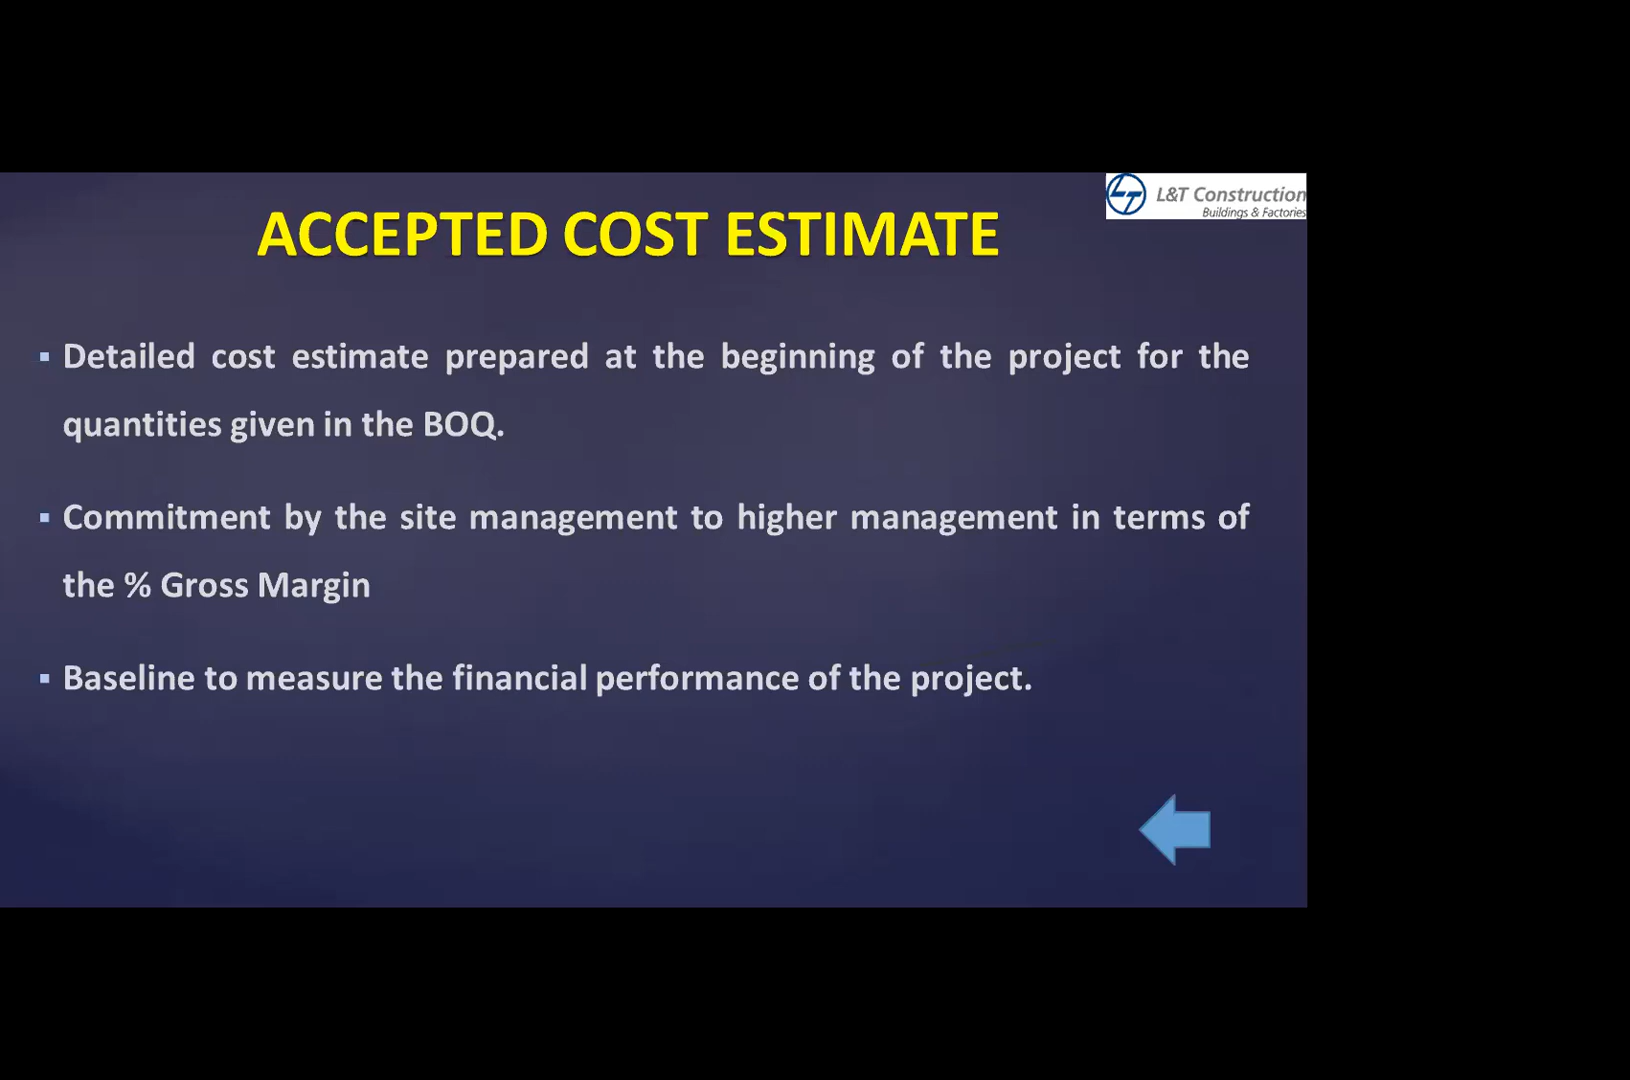 L&T Construction
Buildings & Factories
ACCEPTED COST ESTIMATE
▪ Detailed cost estimate prepared at the beginning of the project for the
quantities given in the BOQ.
▪ Commitment by the site management to higher management in terms of
the % Gross Margin
▪ Baseline to measure the financial performance of the project.